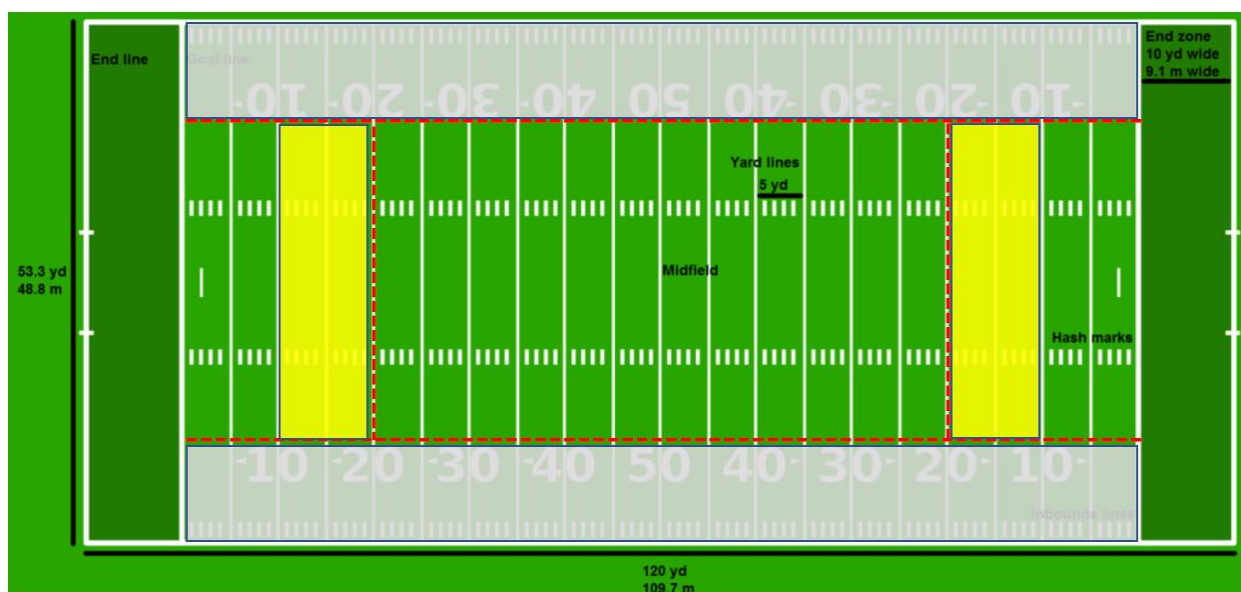 End line
Goal line
End zone
10 yd wide
9.1 m wide
10 20 30 40 50 40 30 20 10
Yard lines
5 yd
53.3 yd
48.8 m
Midfield
Hash marks
10 20 30 40 50 40 30 20 10
Inbounds lines
120 yd
109.7 m